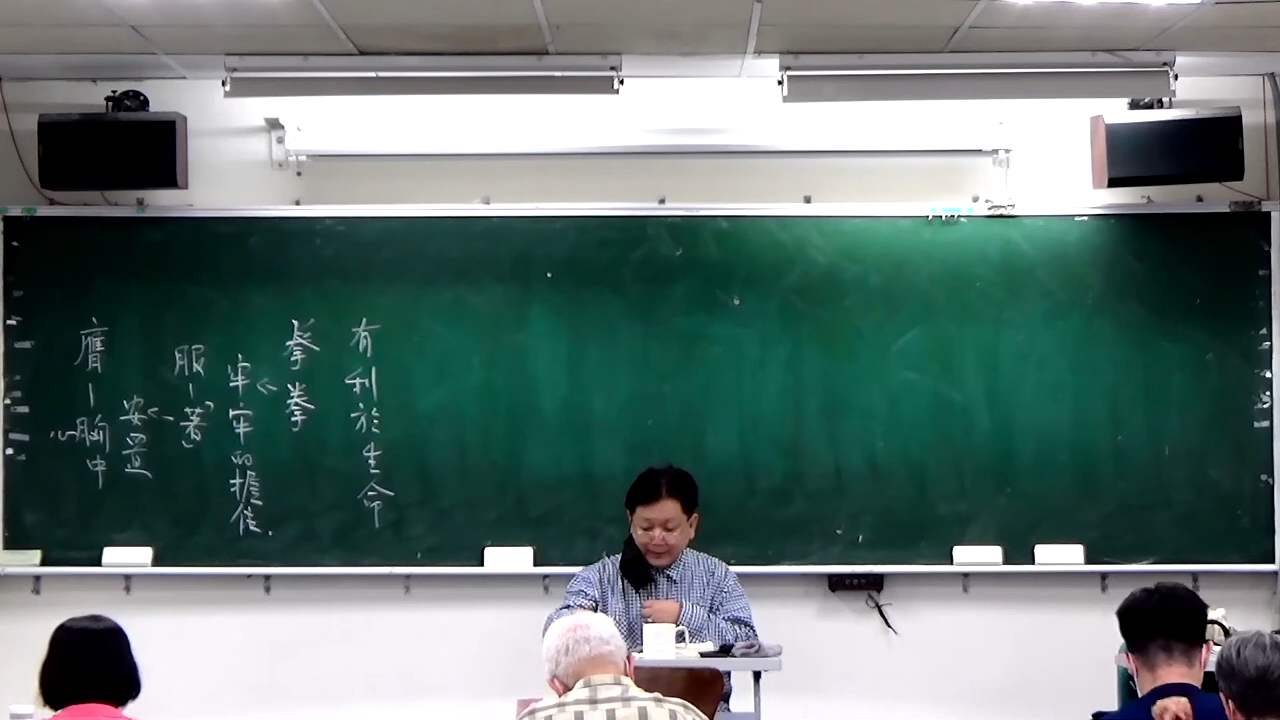 有利於生命
拳拳
牢牢的握住.
服－「著」
安置
膺－心胸中